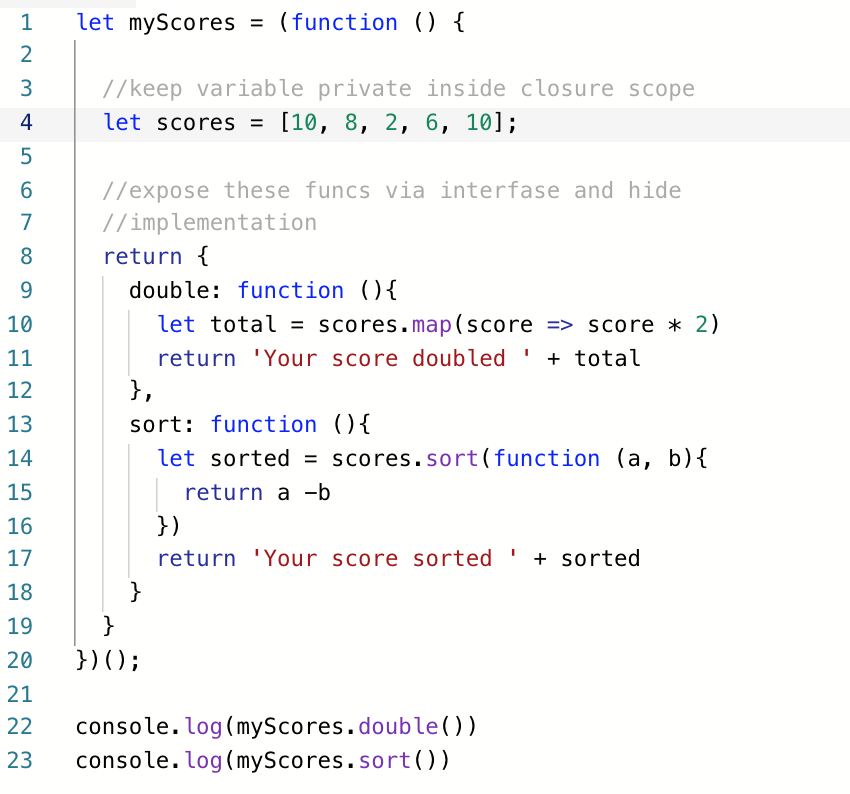 1 let myScores = (function () {
2
3 //keep variable private inside closure scope
4 let scores = [10, 8, 2, 6, 10];
5
6 //expose these funcs via interfase and hide
7 //implementation
8 return {
9 double: function (){
10 let total = scores.map(score => score * 2)
11 return 'Your score doubled ' + total
12 },
13 sort: function (){
14 let sorted = scores.sort(function (a, b){
15 return a -b
16 })
17 return 'Your score sorted ' + sorted
18 }
19 }
20 })();
21
22 console.log(myScores.double())
23 console.log(myScores.sort())